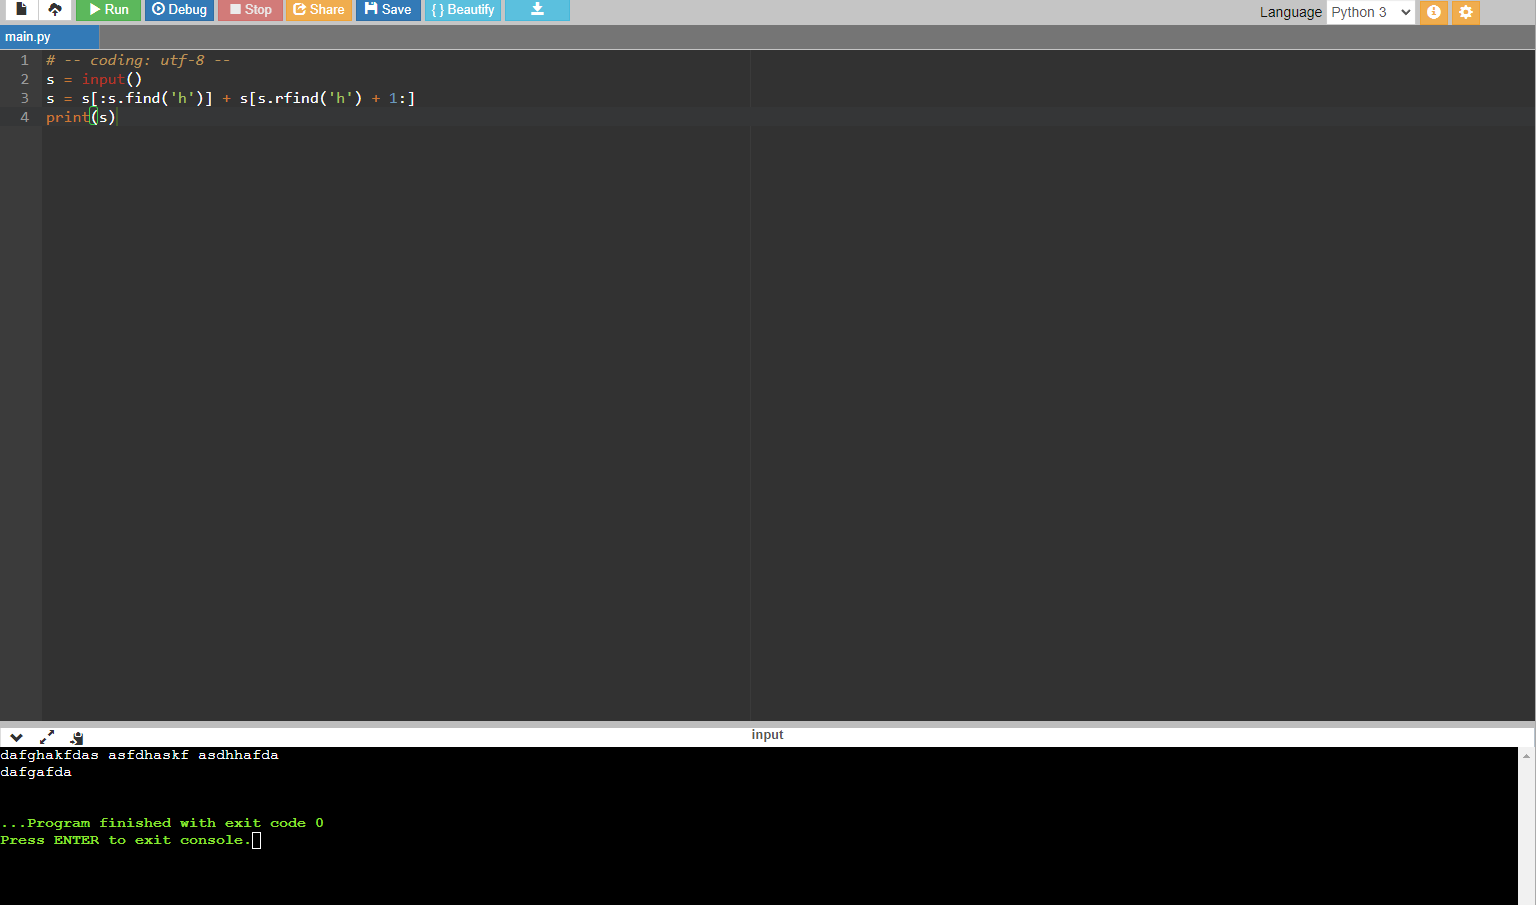 Run Debug Stop Share Save { } Beautify Language Python 3
main.py
1 # -- coding: utf-8 --
2 s = input()
3 s = s[:s.find('h')] + s[s.rfind('h') + 1:]
4 print(s)
input
dafghakfdas asfdhaskf asdhhafda
dafgafda
...Program finished with exit code 0
Press ENTER to exit console.